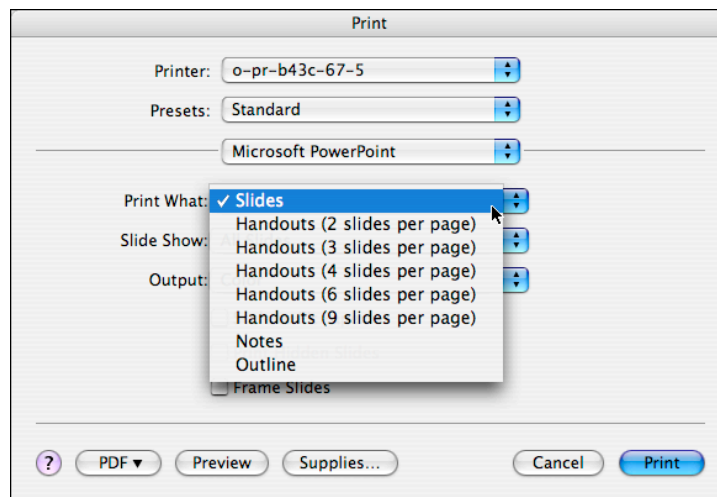 Print
Printer: o-pr-b43c-67-5
Presets: Standard
Microsoft PowerPoint
Print What: ✓ Slides
Handouts (2 slides per page)
Slide Show:
Handouts (3 slides per page)
Handouts (4 slides per page)
Output:
Handouts (6 slides per page)
Handouts (9 slides per page)
Notes
Outline
Frame Slides
? PDF ▼ Preview Supplies... Cancel Print